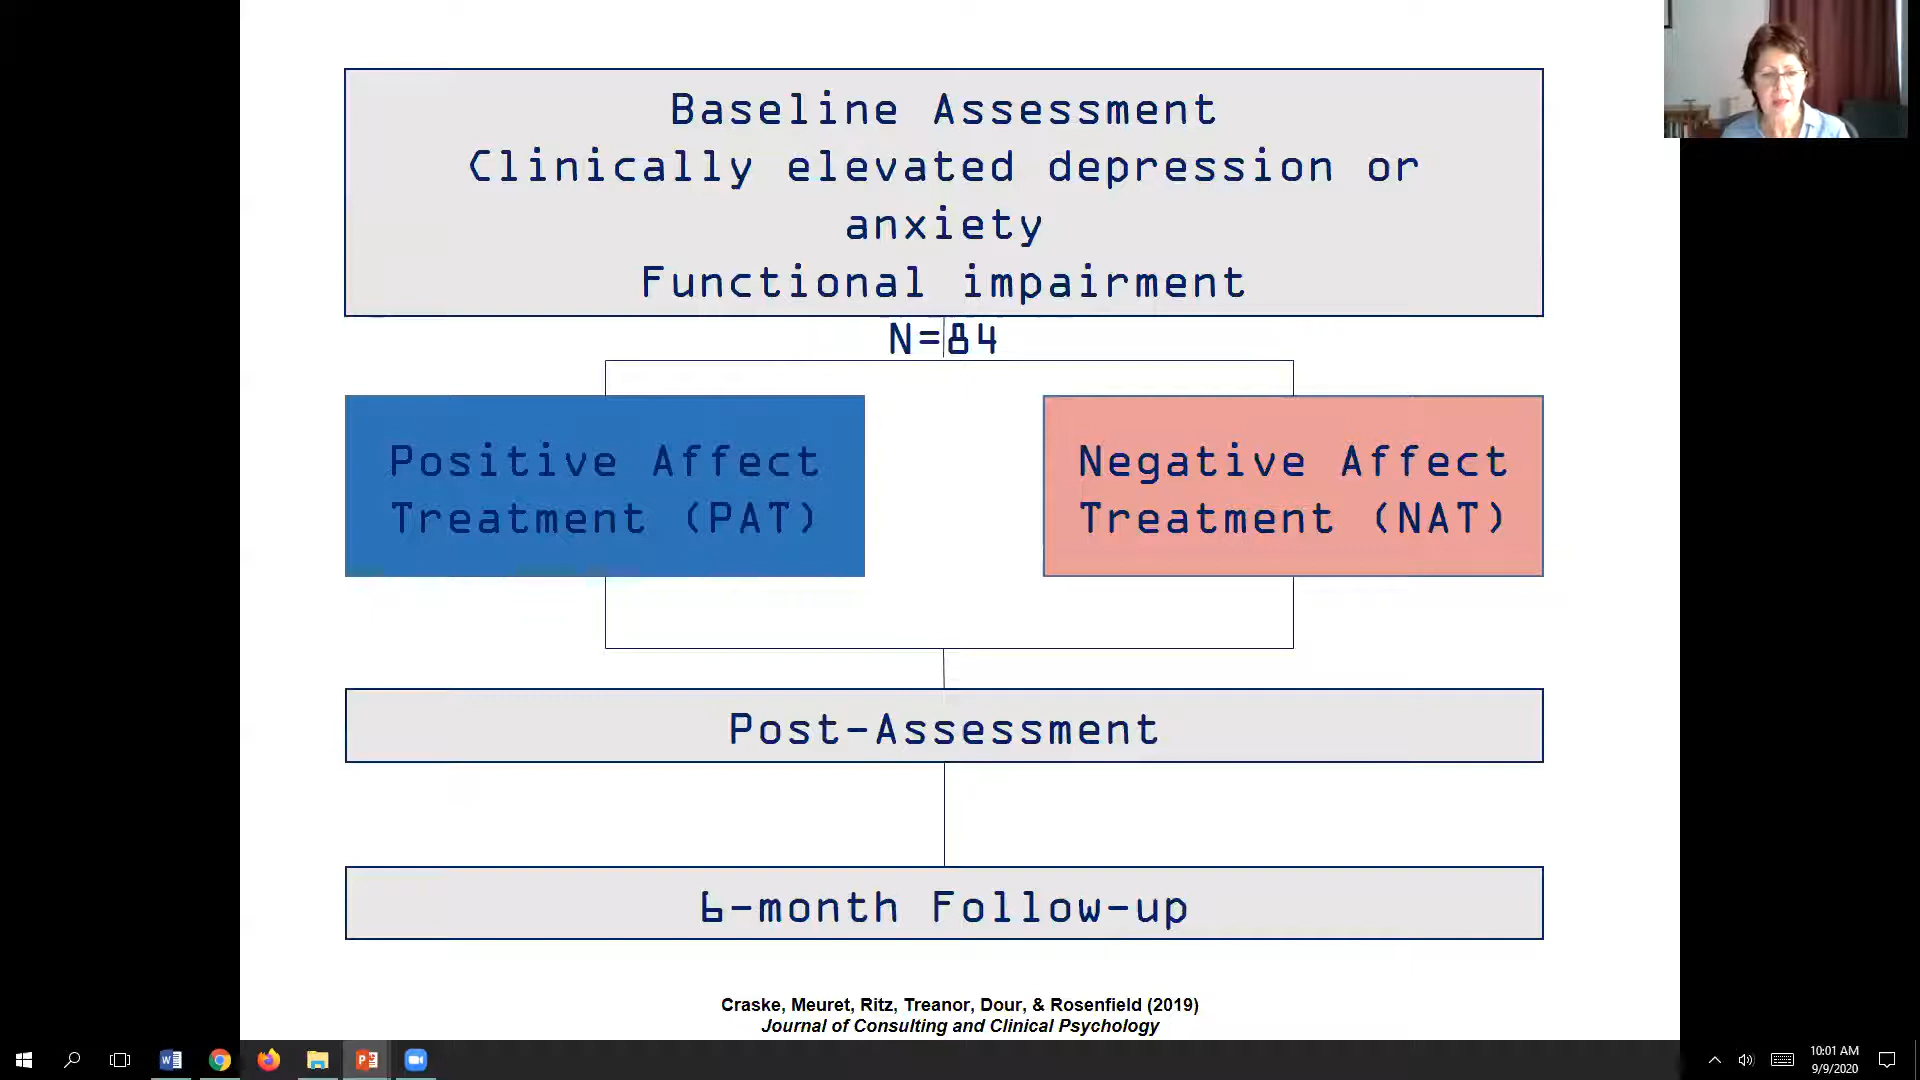 Baseline Assessment
Clinically elevated depression or
anxiety
Functional impairment
N=84
Positive Affect
Treatment (PAT)
Negative Affect
Treatment (NAT)
Post-Assessment
6-month Follow-up
Craske, Meuret, Ritz, Treanor, Dour, & Rosenfield (2019)
Journal of Consulting and Clinical Psychology
10:01 AM
9/9/2020